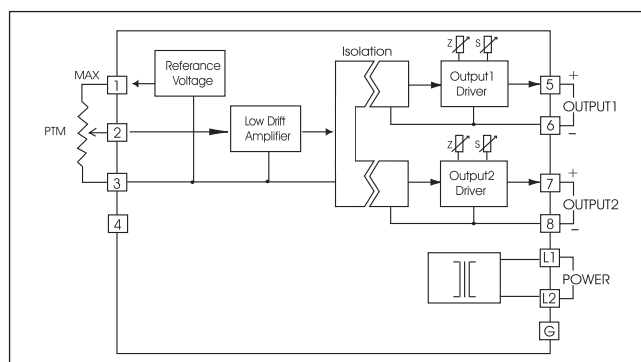 Isolation
Z S
MAX
1
Referance
Voltage
Output1
Driver
5
+
OUTPUT1
6
−
PTM
2
Low Drift
Amplifier
3
4
Z S
Output2
Driver
7
+
OUTPUT2
8
−
L1
POWER
L2
G